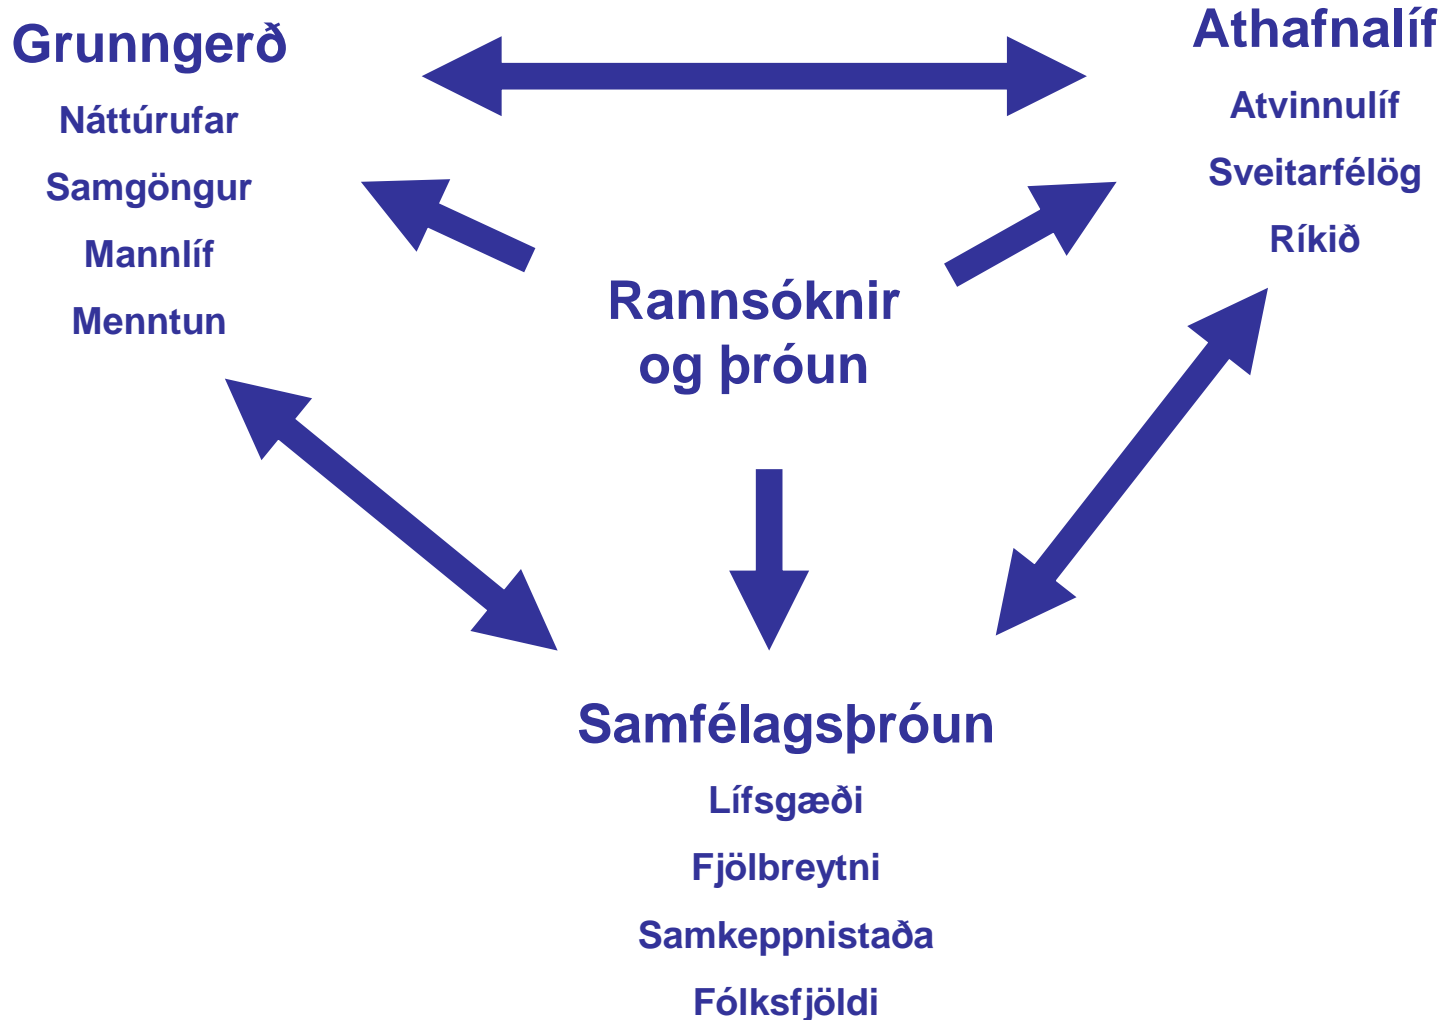 Grunngerð
Náttúrufar
Samgöngur
Mannlíf
Menntun
Athafnalíf
Atvinnulíf
Sveitarfélög
Ríkið
Rannsóknir
og þróun
Samfélagsþróun
Lífsgæði
Fjölbreytni
Samkeppnistaða
Fólksfjöldi